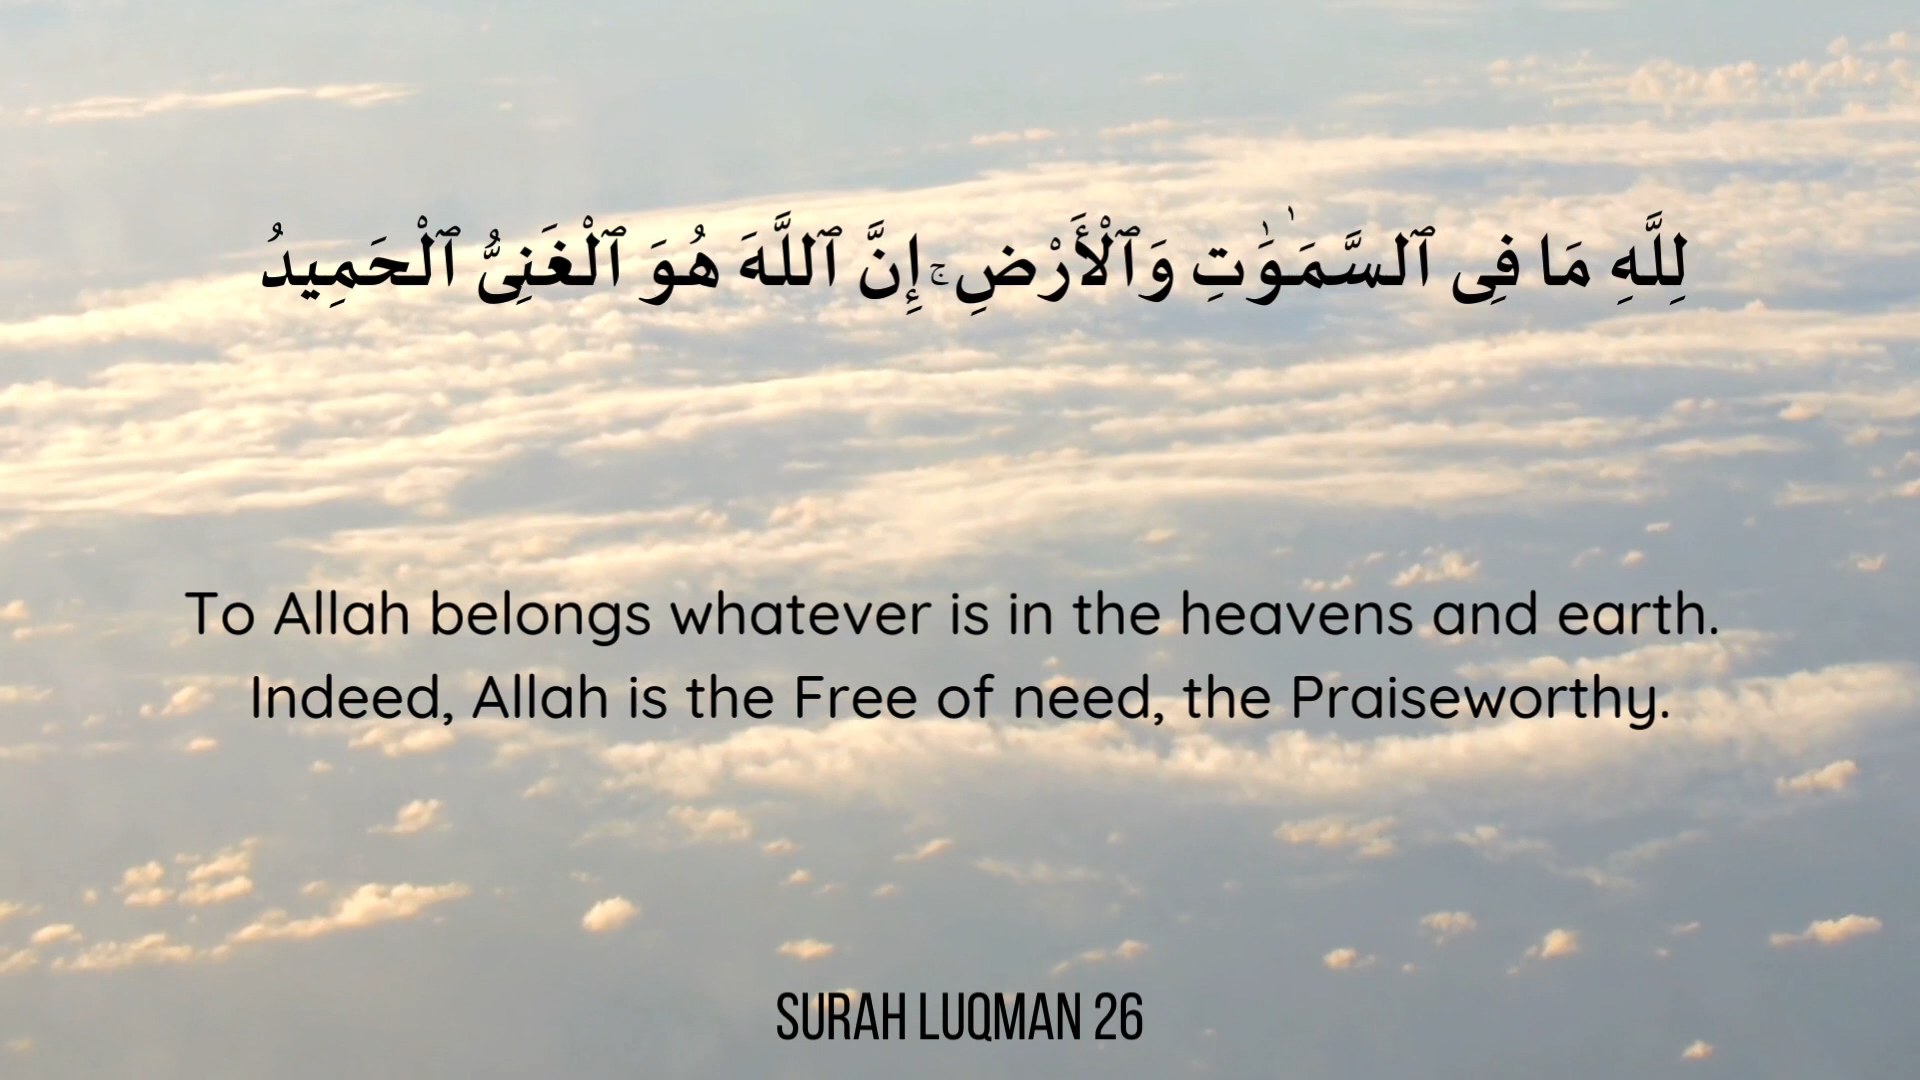 لِلَّهِ مَا فِى ٱلسَّمَـٰوَٰتِ وَٱلْأَرْضِ ۚ إِنَّ ٱللَّهَ هُوَ ٱلْغَنِىُّ ٱلْحَمِيدُ
To Allah belongs whatever is in the heavens and earth.
Indeed, Allah is the Free of need, the Praiseworthy.
SURAH LUQMAN 26